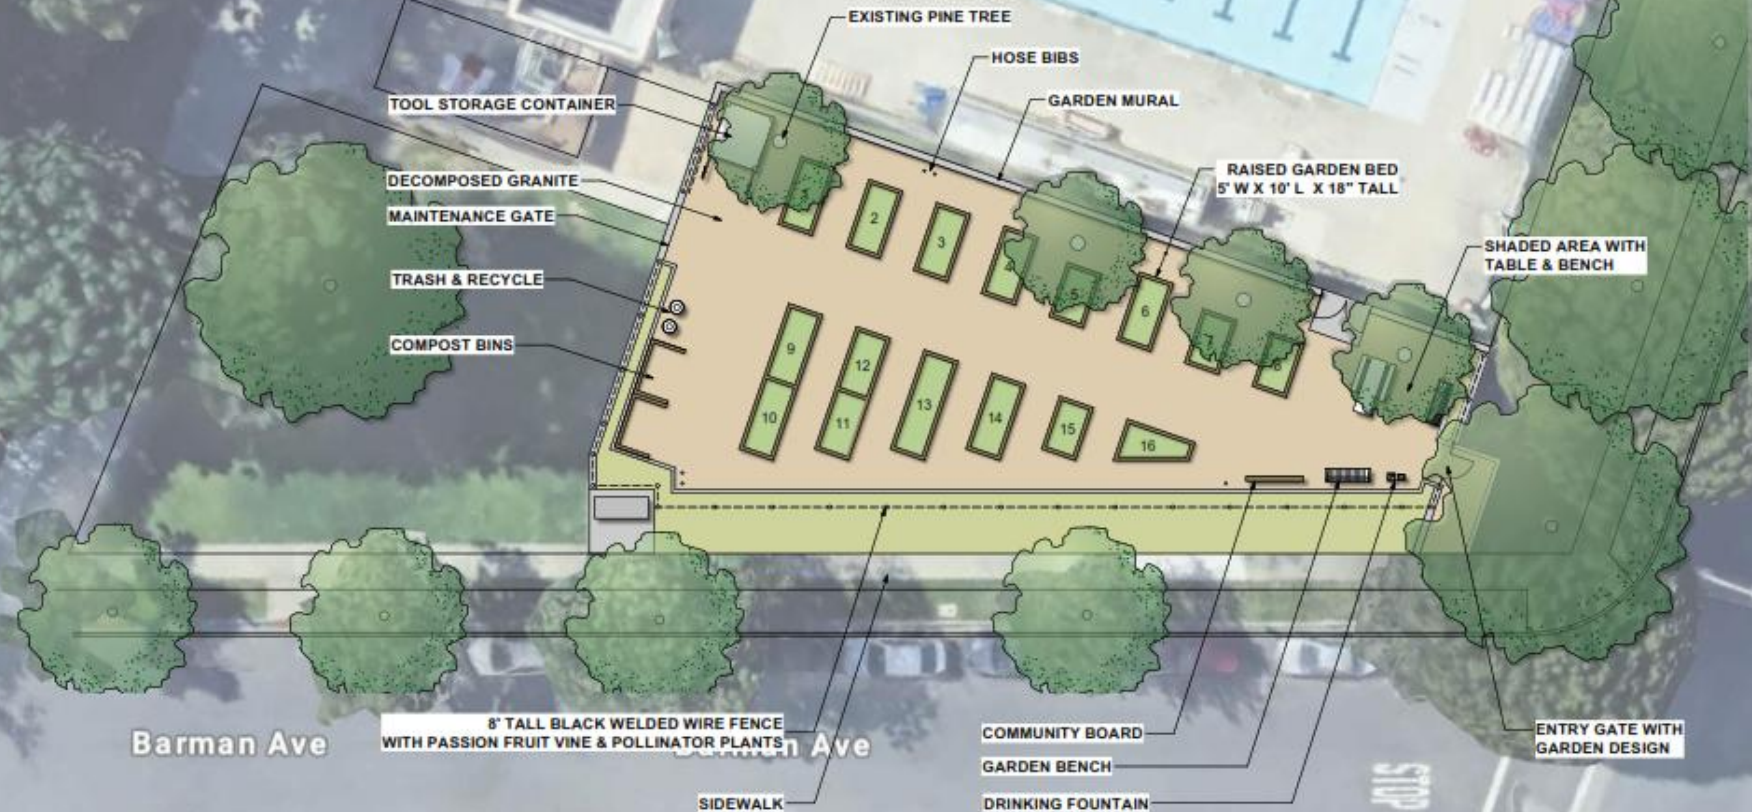 EXISTING PINE TREE
HOSE BIBS
GARDEN MURAL
TOOL STORAGE CONTAINER
RAISED GARDEN BED
5' W X 10' L X 18" TALL
DECOMPOSED GRANITE
MAINTENANCE GATE
SHADED AREA WITH
TABLE & BENCH
TRASH & RECYCLE
COMPOST BINS
1
2
3
4
5
6
7
8
9
12
10
11
13
14
15
16
8' TALL BLACK WELDED WIRE FENCE
WITH PASSION FRUIT VINE & POLLINATOR PLANTS
COMMUNITY BOARD
GARDEN BENCH
DRINKING FOUNTAIN
SIDEWALK
ENTRY GATE WITH
GARDEN DESIGN
Barman Ave
Barman Ave
STOP